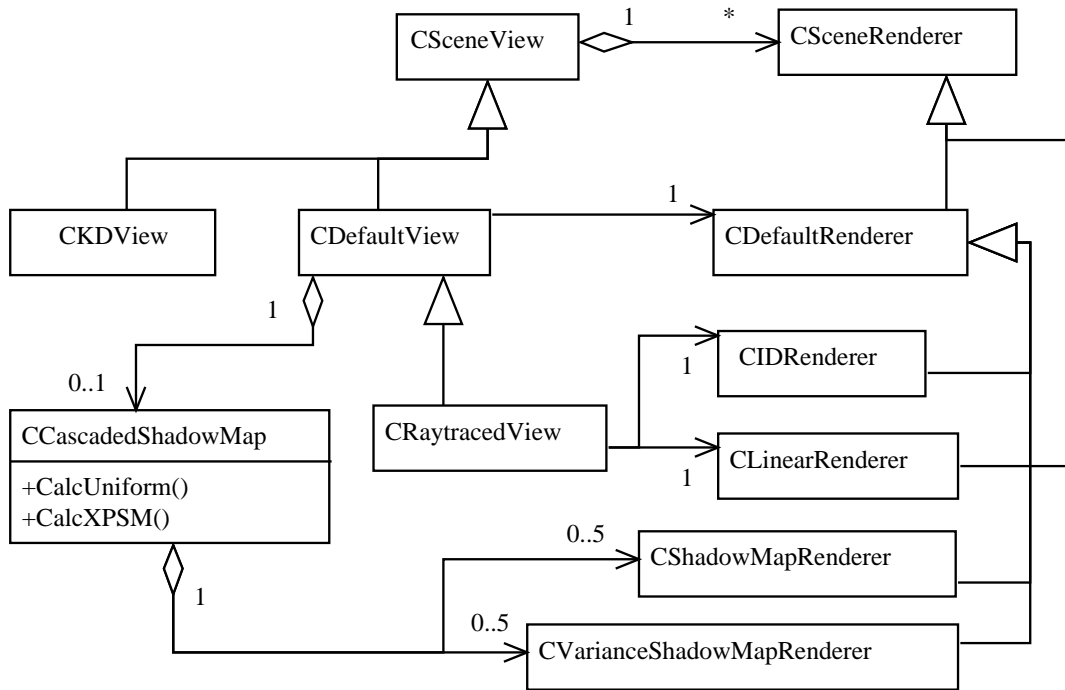 1
*
CSceneView
CSceneRenderer
CKDView
CDefaultView
1
CDefaultRenderer
1
0..1
CIDRenderer
1
CCascadedShadowMap
+CalcUniform()
+CalcXPSM()
CRaytracedView
CLinearRenderer
1
0..5
CShadowMapRenderer
1
0..5
CVarianceShadowMapRenderer